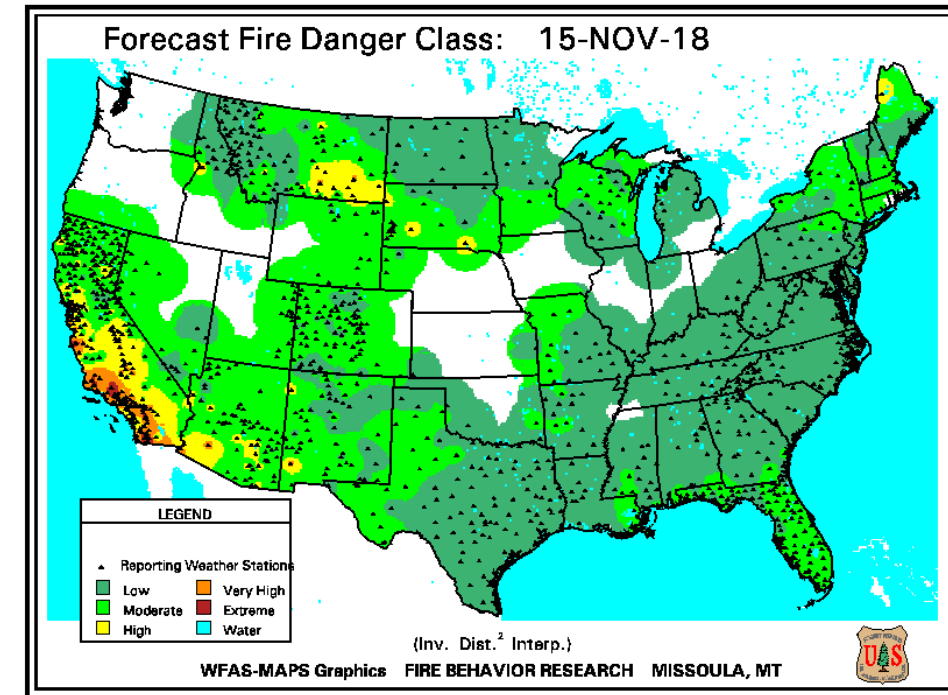 Forecast Fire Danger Class: 15-NOV-18
LEGEND
Reporting Weather Stations
Low
Very High
Moderate
Extreme
High
Water
(Inv. Dist.² Interp.)
WFAS-MAPS Graphics FIRE BEHAVIOR RESEARCH MISSOULA, MT
U S